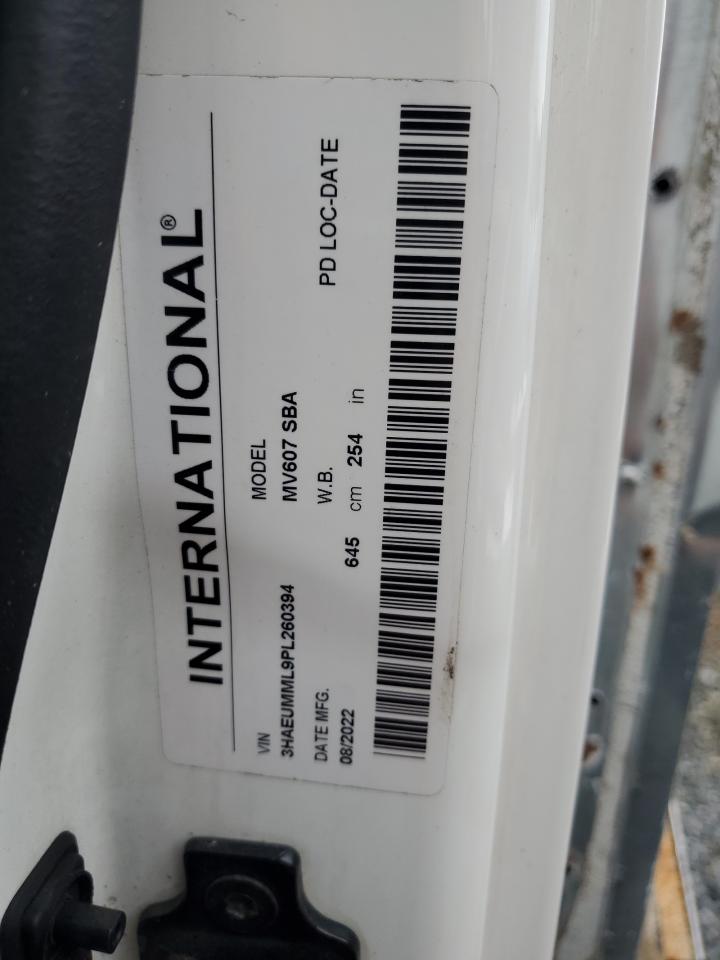 INTERNATIONAL®
VIN MODEL
3HAEUMML9PL260394 MV607 SBA
DATE MFG. W.B. PD LOC-DATE
08/2022 645 cm 254 in